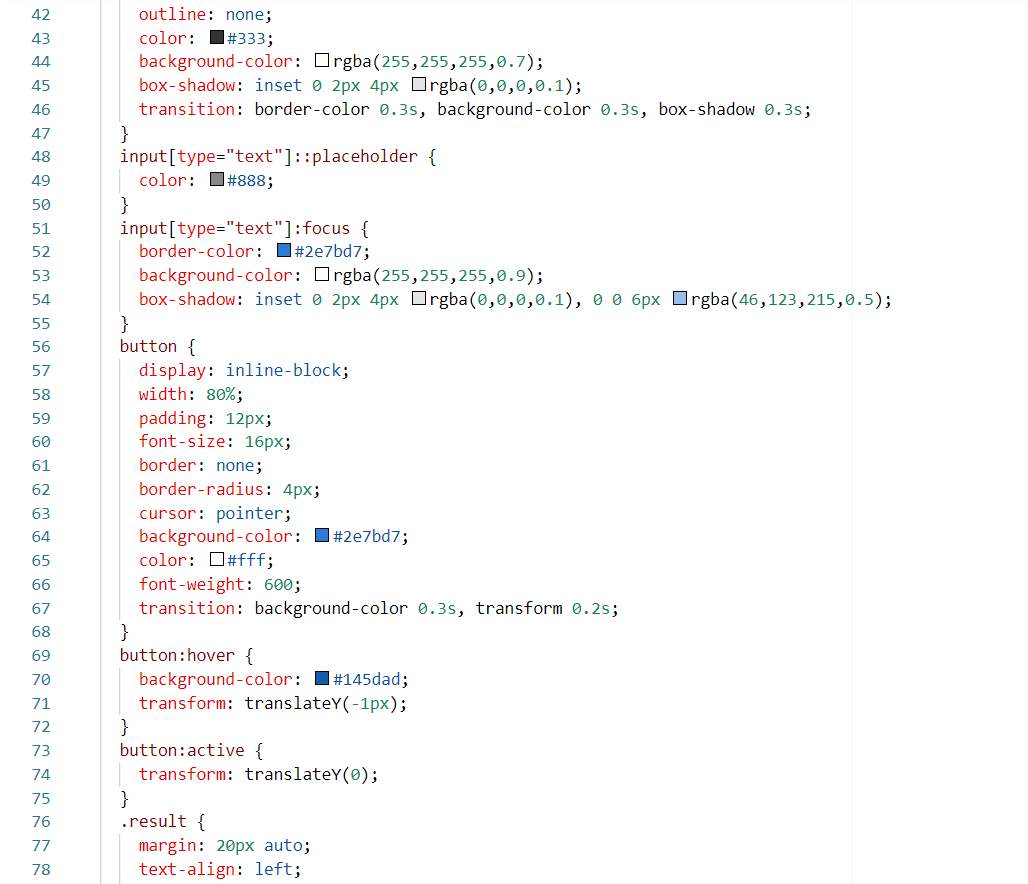 42 outline: none;
43 color: #333;
44 background-color: rgba(255,255,255,0.7);
45 box-shadow: inset 0 2px 4px rgba(0,0,0,0.1);
46 transition: border-color 0.3s, background-color 0.3s, box-shadow 0.3s;
47 }
48 input[type="text"]::placeholder {
49 color: #888;
50 }
51 input[type="text"]:focus {
52 border-color: #2e7bd7;
53 background-color: rgba(255,255,255,0.9);
54 box-shadow: inset 0 2px 4px rgba(0,0,0,0.1), 0 0 6px rgba(46,123,215,0.5);
55 }
56 button {
57 display: inline-block;
58 width: 80%;
59 padding: 12px;
60 font-size: 16px;
61 border: none;
62 border-radius: 4px;
63 cursor: pointer;
64 background-color: #2e7bd7;
65 color: #fff;
66 font-weight: 600;
67 transition: background-color 0.3s, transform 0.2s;
68 }
69 button:hover {
70 background-color: #145dad;
71 transform: translateY(-1px);
72 }
73 button:active {
74 transform: translateY(0);
75 }
76 .result {
77 margin: 20px auto;
78 text-align: left;